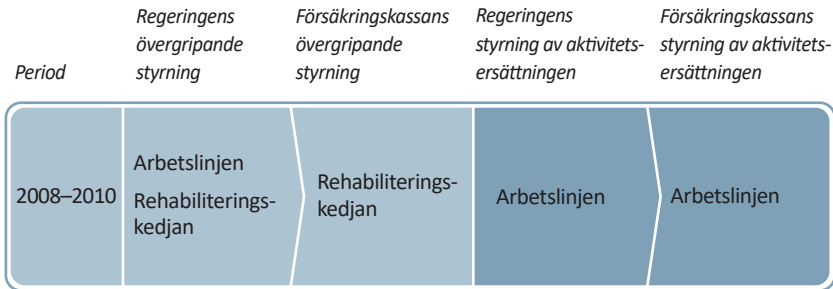 Period
Regeringens
övergripande
styrning
Försäkringskassans
övergripande
styrning
Regeringens
styrning av aktivitets-
ersättningen
Försäkringskassans
styrning av aktivitets-
ersättningen
2008–2010
Arbetslinjen
Rehabiliterings-
kedjan
Rehabiliterings-
kedjan
Arbetslinjen
Arbetslinjen